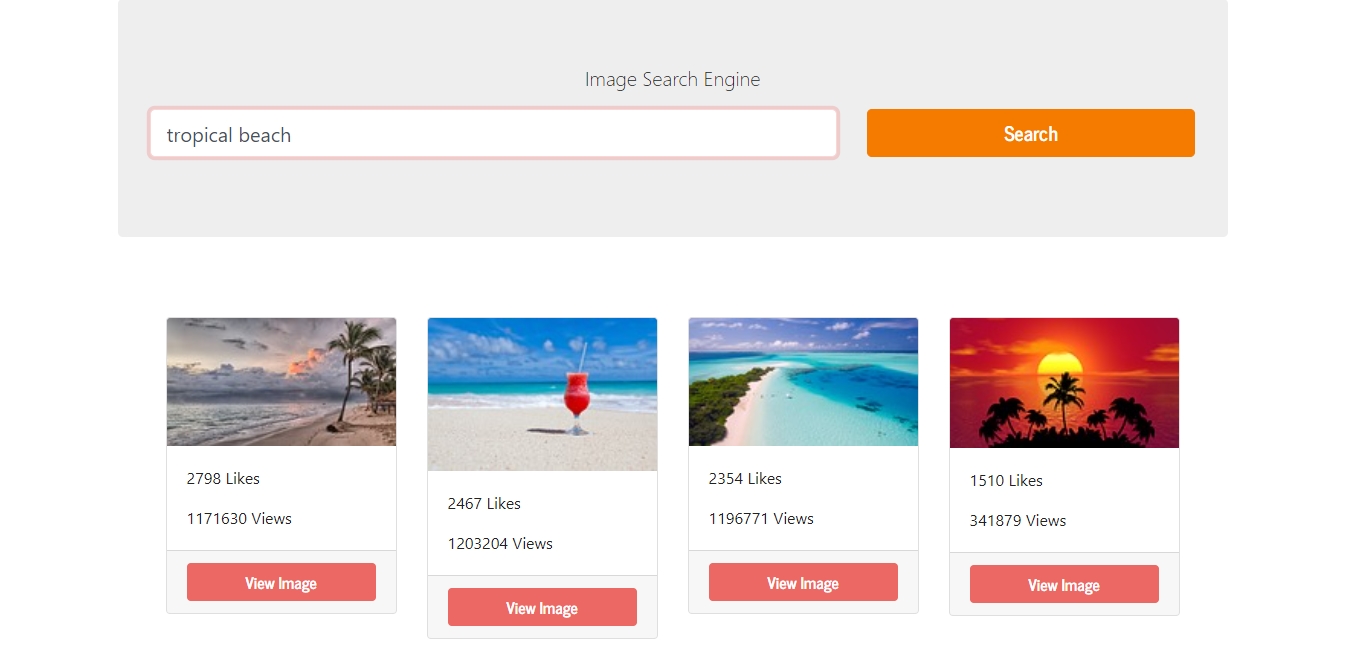 Image Search Engine
tropical beach
Search
2798 Likes
1171630 Views
View Image
2467 Likes
1203204 Views
View Image
2354 Likes
1196771 Views
View Image
1510 Likes
341879 Views
View Image